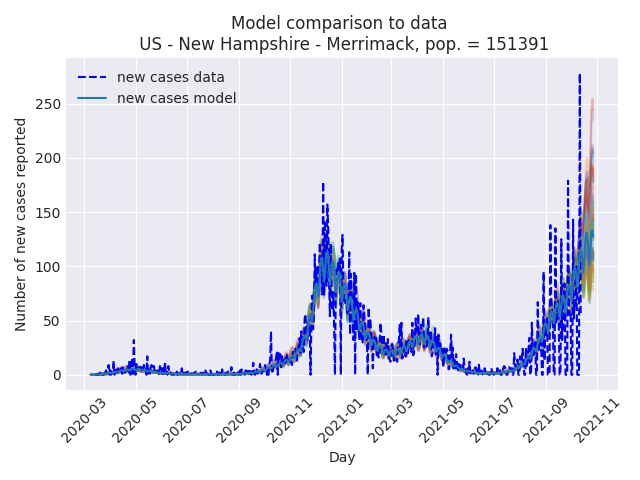 Model comparison to data
US - New Hampshire - Merrimack, pop. = 151391
new cases data
new cases model
Number of new cases reported
250
200
150
100
50
0
2020-03
2020-05
2020-07
2020-09
2020-11
2021-01
2021-03
2021-05
2021-07
2021-09
2021-11
Day